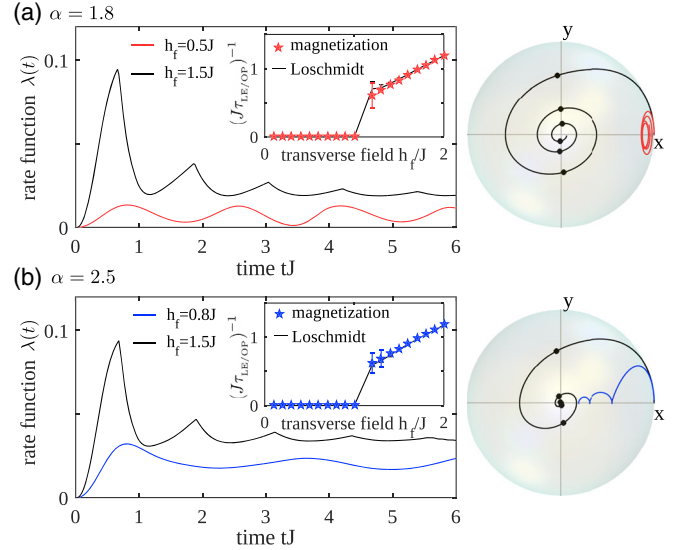 (a) α = 1.8
rate function λ(t)
0.1
0
h_f=0.5J
h_f=1.5J
(Jτ_LE/OP)⁻¹
2
1
0
magnetization
Loschmidt
0 transverse field h_f/J 2
0 1 2 3 4 5 6
time tJ
y
x
(b) α = 2.5
rate function λ(t)
0.1
0
h_f=0.8J
h_f=1.5J
(Jτ_LE/OP)⁻¹
2
1
0
magnetization
Loschmidt
0 transverse field h_f/J 2
0 1 2 3 4 5 6
time tJ
y
x